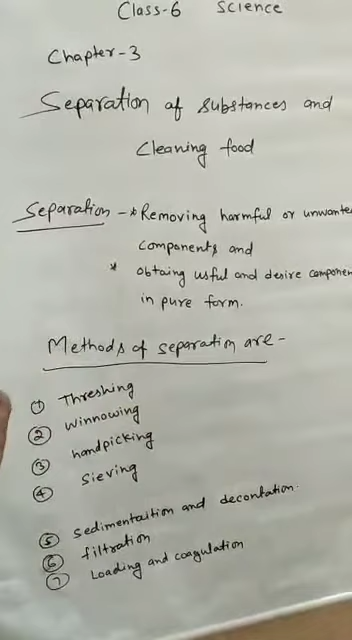 Class-6 Science
Chapter-3
Separation of substances and
Cleaning food
Separation - * Removing harmful or unwante
components and
* obtaing usful and desire componen
in pure form.
Methods of separation are -
① Threshing
② Winnowing
③ handpicking
④ Sieving
⑤ sedimentaition and decontation.
⑥ filtration
⑦ Loading and coagulation